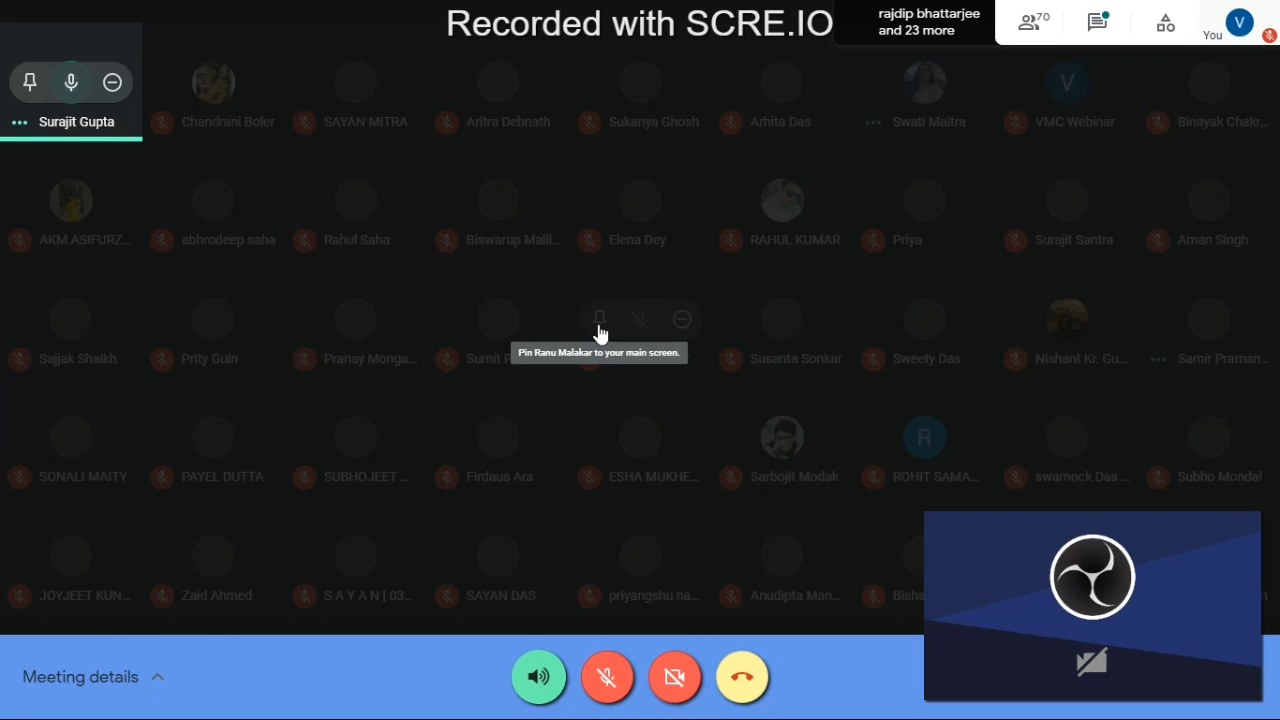 Recorded with SCRE.IO
rajdip bhattarjee
and 23 more
70
V
You
Surajit Gupta
Chandrani Boler
SAYAN MITRA
Aritra Debnath
Sukanya Ghosh
Arhita Das
Swati Maitra
V
VMC Webinar
Binayak Chakr...
AKM ASIFURZ...
abhrodeep saha
Rahul Saha
Biswarup Malli...
Elena Dey
RAHUL KUMAR
Priya
Surajit Santra
Aman Singh
Sajjak Shaikh
Prity Guin
Pranay Monga...
Sumit
Pin Ranu Malakar to your main screen.
Susanta Sonkar
Sweety Das
Nishant Kr. Gu...
Samir Praman...
SONALI MAITY
PAYEL DUTTA
SUBHOJEET ...
Firdaus Ara
ESHA MUKHE...
Sarbojit Modak
R
ROHIT SAMA...
swarnock Das ...
Subho Mondal
JOYJEET KUN...
Zaid Ahmed
S A Y A N [ 03...
SAYAN DAS
priyangshu na...
Anudipta Man...
Bisha
Meeting details